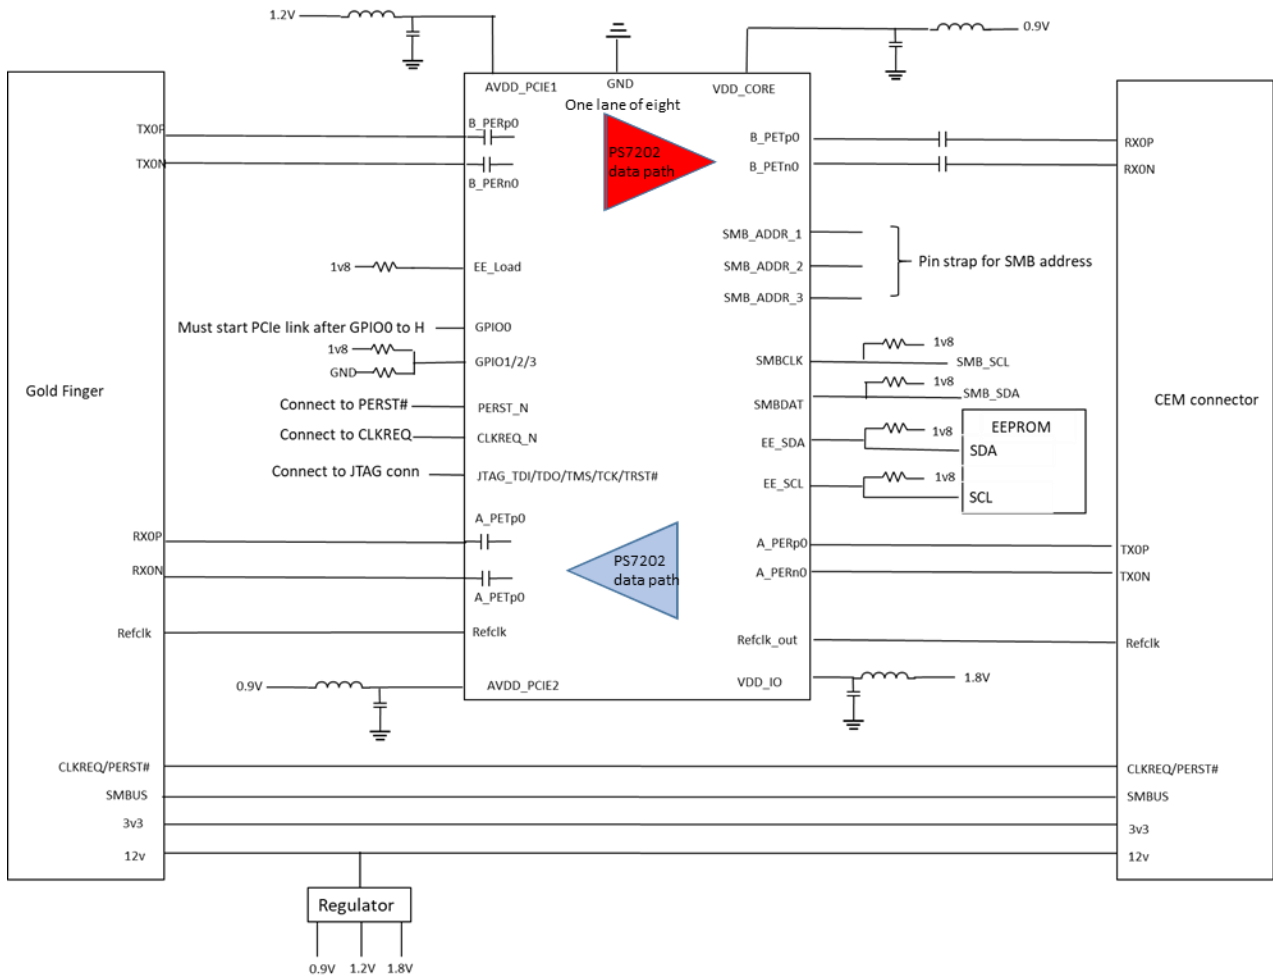 1.2V
0.9V
AVDD_PCIE1
GND
VDD_CORE
One lane of eight
TX0P
B_PERp0
B_PETp0
RX0P
PS7202
data path
TX0N
B_PERn0
B_PETn0
RX0N
SMB_ADDR_1
SMB_ADDR_2
SMB_ADDR_3
Pin strap for SMB address
1v8
EE_Load
Must start PCIe link after GPIO0 to H
GPIO0
1v8
GND
GPIO1/2/3
SMBCLK
1v8
SMB_SCL
Gold Finger
Connect to PERST#
PERST_N
SMBDAT
1v8
SMB_SDA
CEM connector
Connect to CLKREQ
CLKREQ_N
EE_SDA
1v8
EEPROM
SDA
SCL
Connect to JTAG conn
JTAG_TDI/TDO/TMS/TCK/TRST#
EE_SCL
1v8
RX0P
A_PETp0
A_PERp0
TX0P
PS7202
data path
RX0N
A_PETp0
A_PERn0
TX0N
Refclk
Refclk
Refclk_out
Refclk
0.9V
AVDD_PCIE2
VDD_IO
1.8V
CLKREQ/PERST#
CLKREQ/PERST#
SMBUS
SMBUS
3v3
3v3
12v
12v
Regulator
0.9V 1.2V 1.8V